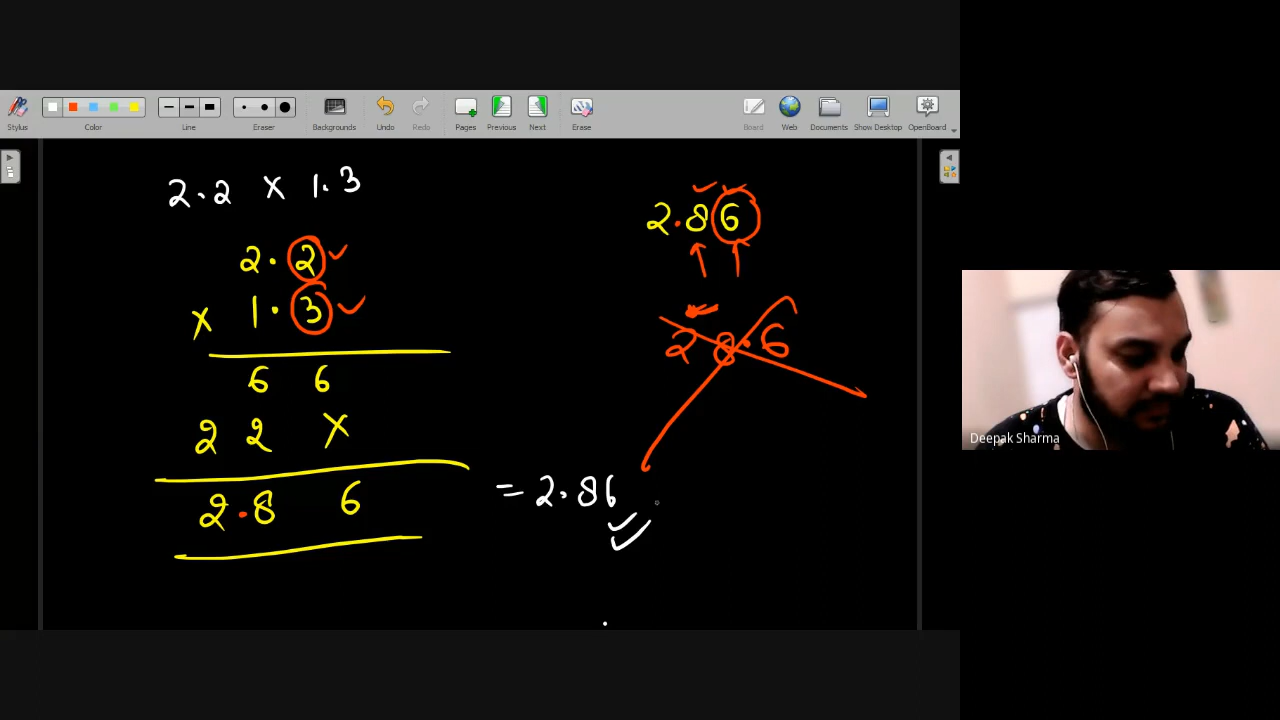 Stylus Color Line Eraser Backgrounds Undo Redo Pages Previous Next Erase Board Web Documents Show Desktop OpenBoard
2.2 x 1.3
2.2
x 1.3
6 6
2 2 x
2.8 6
= 2.86
2.86
2 8.6
Deepak Sharma